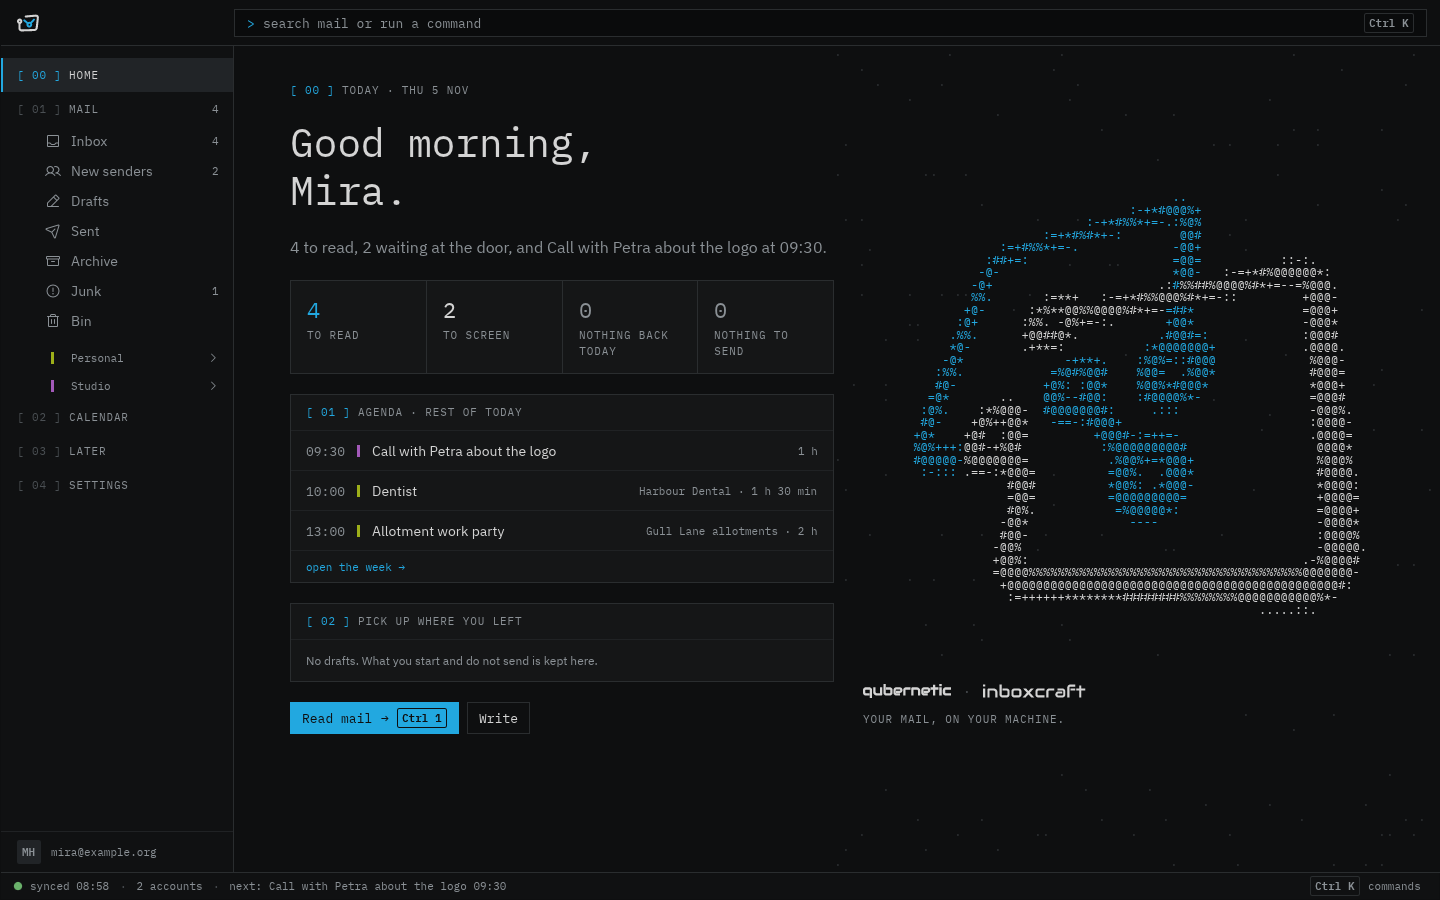 > search mail or run a command
Ctrl K
[ 00 ] HOME
[ 01 ] MAIL 4
Inbox 4
New senders 2
Drafts
Sent
Archive
Junk 1
Bin
Personal
Studio
[ 02 ] CALENDAR
[ 03 ] LATER
[ 04 ] SETTINGS
MH mira@example.org
[ 00 ] TODAY · THU 5 NOV
Good morning,
Mira.
4 to read, 2 waiting at the door, and Call with Petra about the logo at 09:30.
4
TO READ
2
TO SCREEN
0
NOTHING BACK
TODAY
0
NOTHING TO
SEND
[ 01 ] AGENDA · REST OF TODAY
09:30 Call with Petra about the logo 1 h
10:00 Dentist Harbour Dental · 1 h 30 min
13:00 Allotment work party Gull Lane allotments · 2 h
open the week →
[ 02 ] PICK UP WHERE YOU LEFT
No drafts. What you start and do not send is kept here.
Read mail → Ctrl 1
Write
qubernetic · inboxcraft
YOUR MAIL, ON YOUR MACHINE.
synced 08:58 · 2 accounts · next: Call with Petra about the logo 09:30
Ctrl K commands